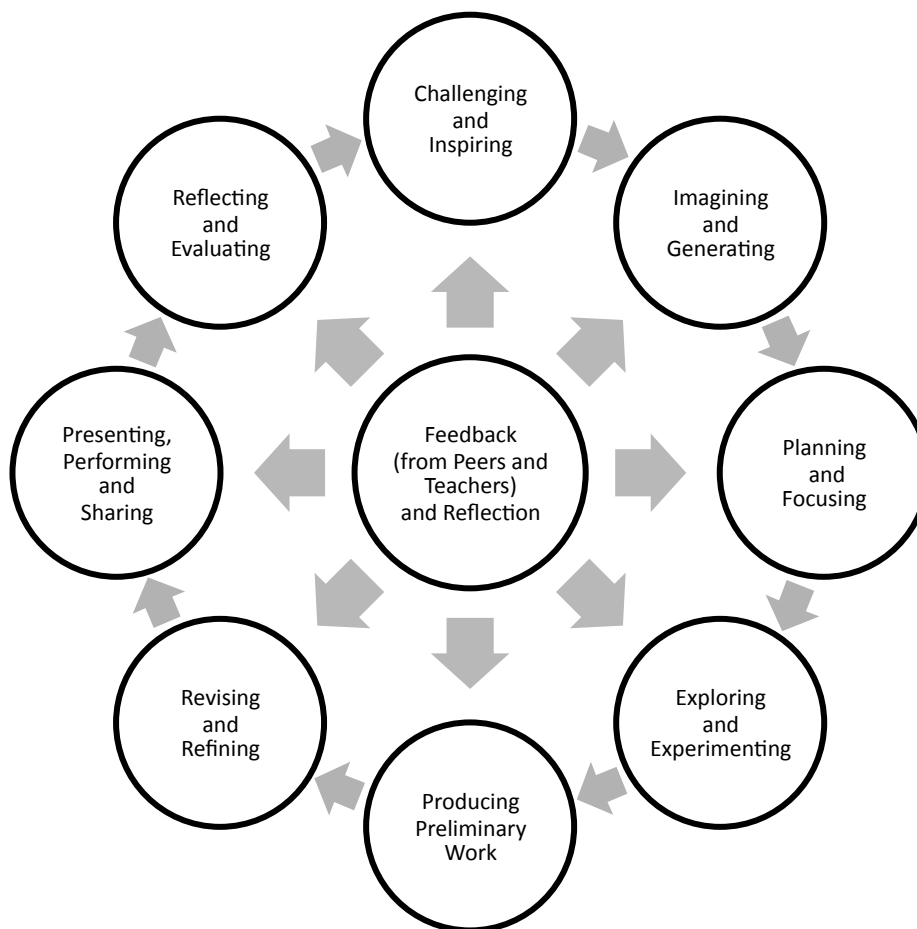 Challenging
and
Inspiring
Imagining
and
Generating
Planning
and
Focusing
Exploring
and
Experimenting
Producing
Preliminary
Work
Revising
and
Refining
Presenting,
Performing
and
Sharing
Reflecting
and
Evaluating
Feedback
(from Peers and
Teachers)
and Reflection